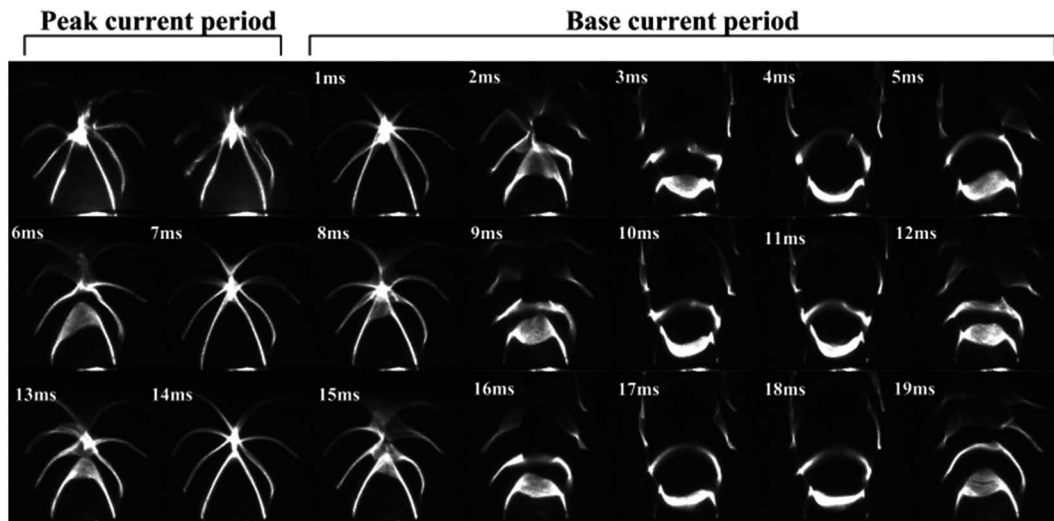 Peak current period
Base current period
1ms
2ms
3ms
4ms
5ms
6ms
7ms
8ms
9ms
10ms
11ms
12ms
13ms
14ms
15ms
16ms
17ms
18ms
19ms